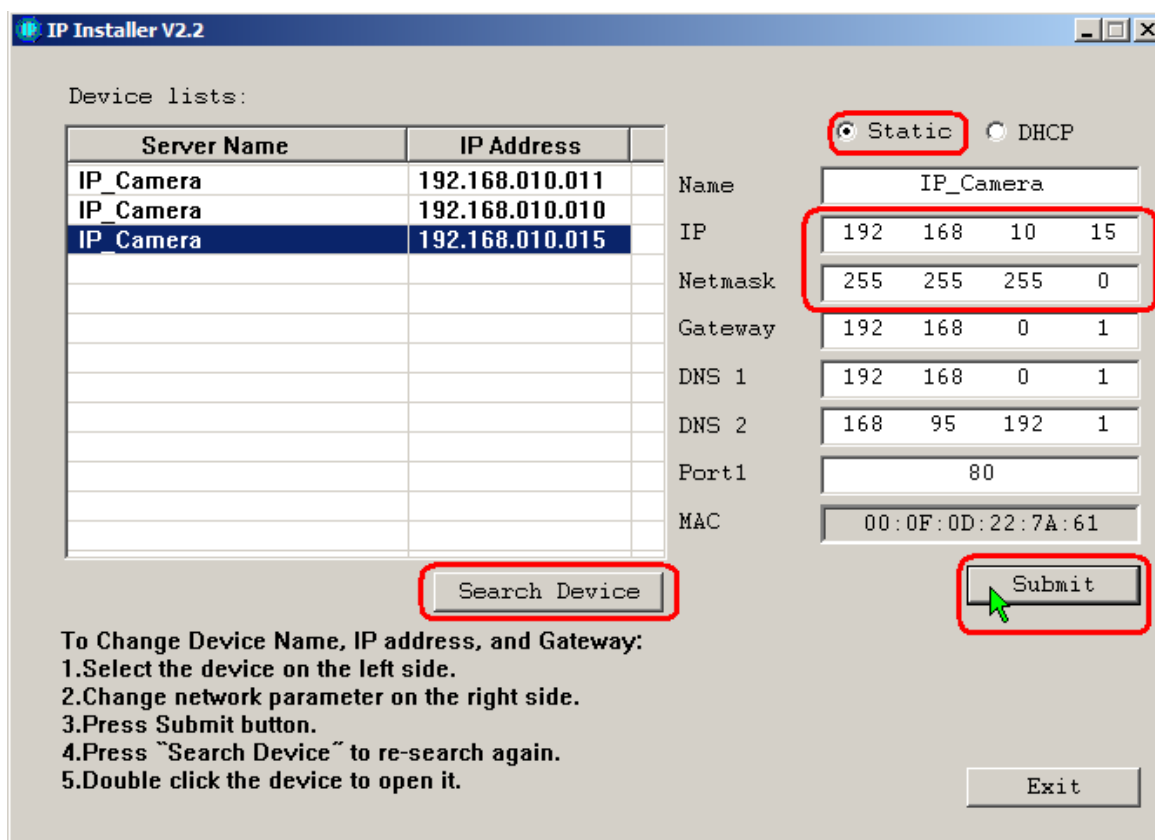 IP Installer V2.2
Device lists:
Server Name IP Address
IP_Camera 192.168.010.011
IP_Camera 192.168.010.010
IP_Camera 192.168.010.015
Static DHCP
Name IP_Camera
IP 192 168 10 15
Netmask 255 255 255 0
Gateway 192 168 0 1
DNS 1 192 168 0 1
DNS 2 168 95 192 1
Port1 80
MAC 00:0F:0D:22:7A:61
Search Device
Submit
To Change Device Name, IP address, and Gateway:
1.Select the device on the left side.
2.Change network parameter on the right side.
3.Press Submit button.
4.Press ˜Search Device˝ to re-search again.
5.Double click the device to open it.
Exit